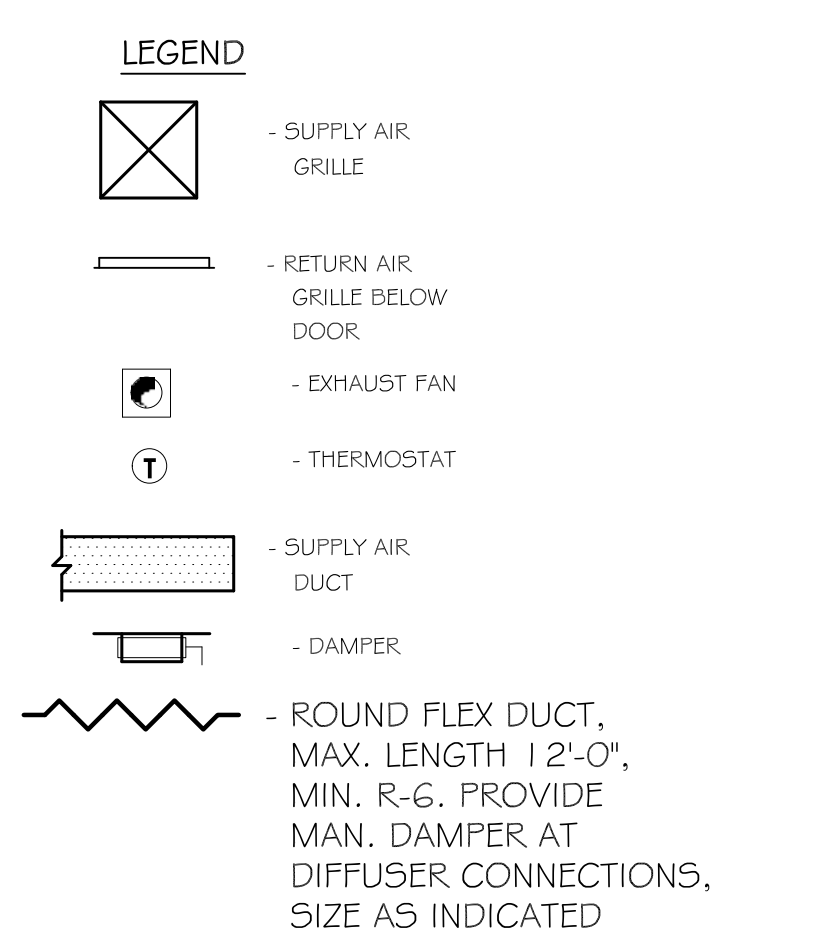 LEGEND
- SUPPLY AIR
GRILLE
- RETURN AIR
GRILLE BELOW
DOOR
- EXHAUST FAN
T
- THERMOSTAT
- SUPPLY AIR
DUCT
- DAMPER
- ROUND FLEX DUCT,
MAX. LENGTH 12'-0",
MIN. R-6. PROVIDE
MAN. DAMPER AT
DIFFUSER CONNECTIONS,
SIZE AS INDICATED